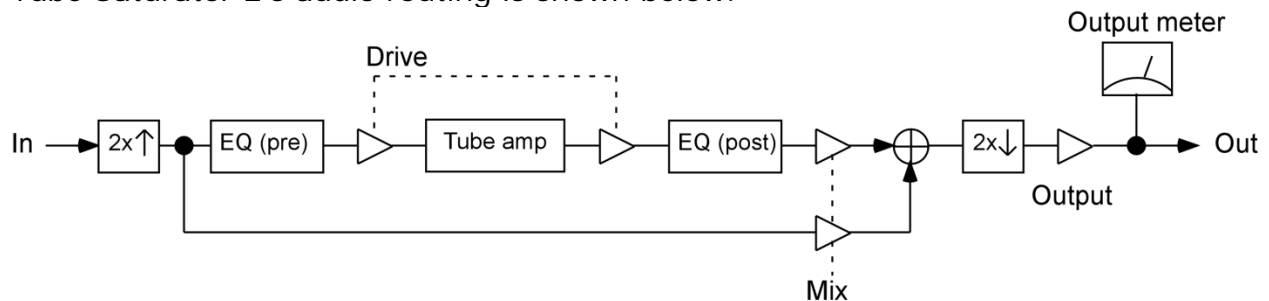 Tube Saturator 2's audio routing is shown below:
Output meter
Drive
In
2x↑
EQ (pre)
Tube amp
EQ (post)
2x↓
Out
Output
Mix